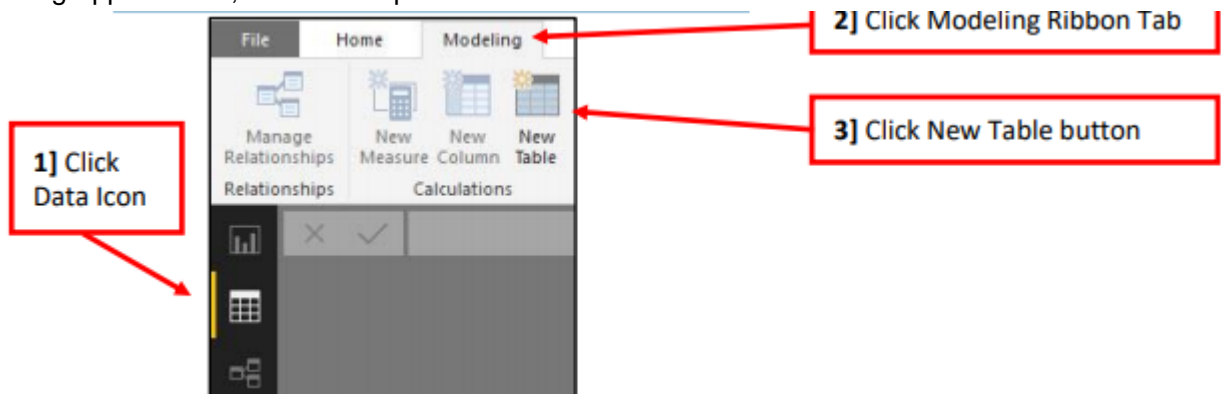 2] Click Modeling Ribbon Tab
File Home Modeling
Manage Relationships
New Measure
New Column
New Table
3] Click New Table button
1] Click
Data Icon
Relationships Calculations